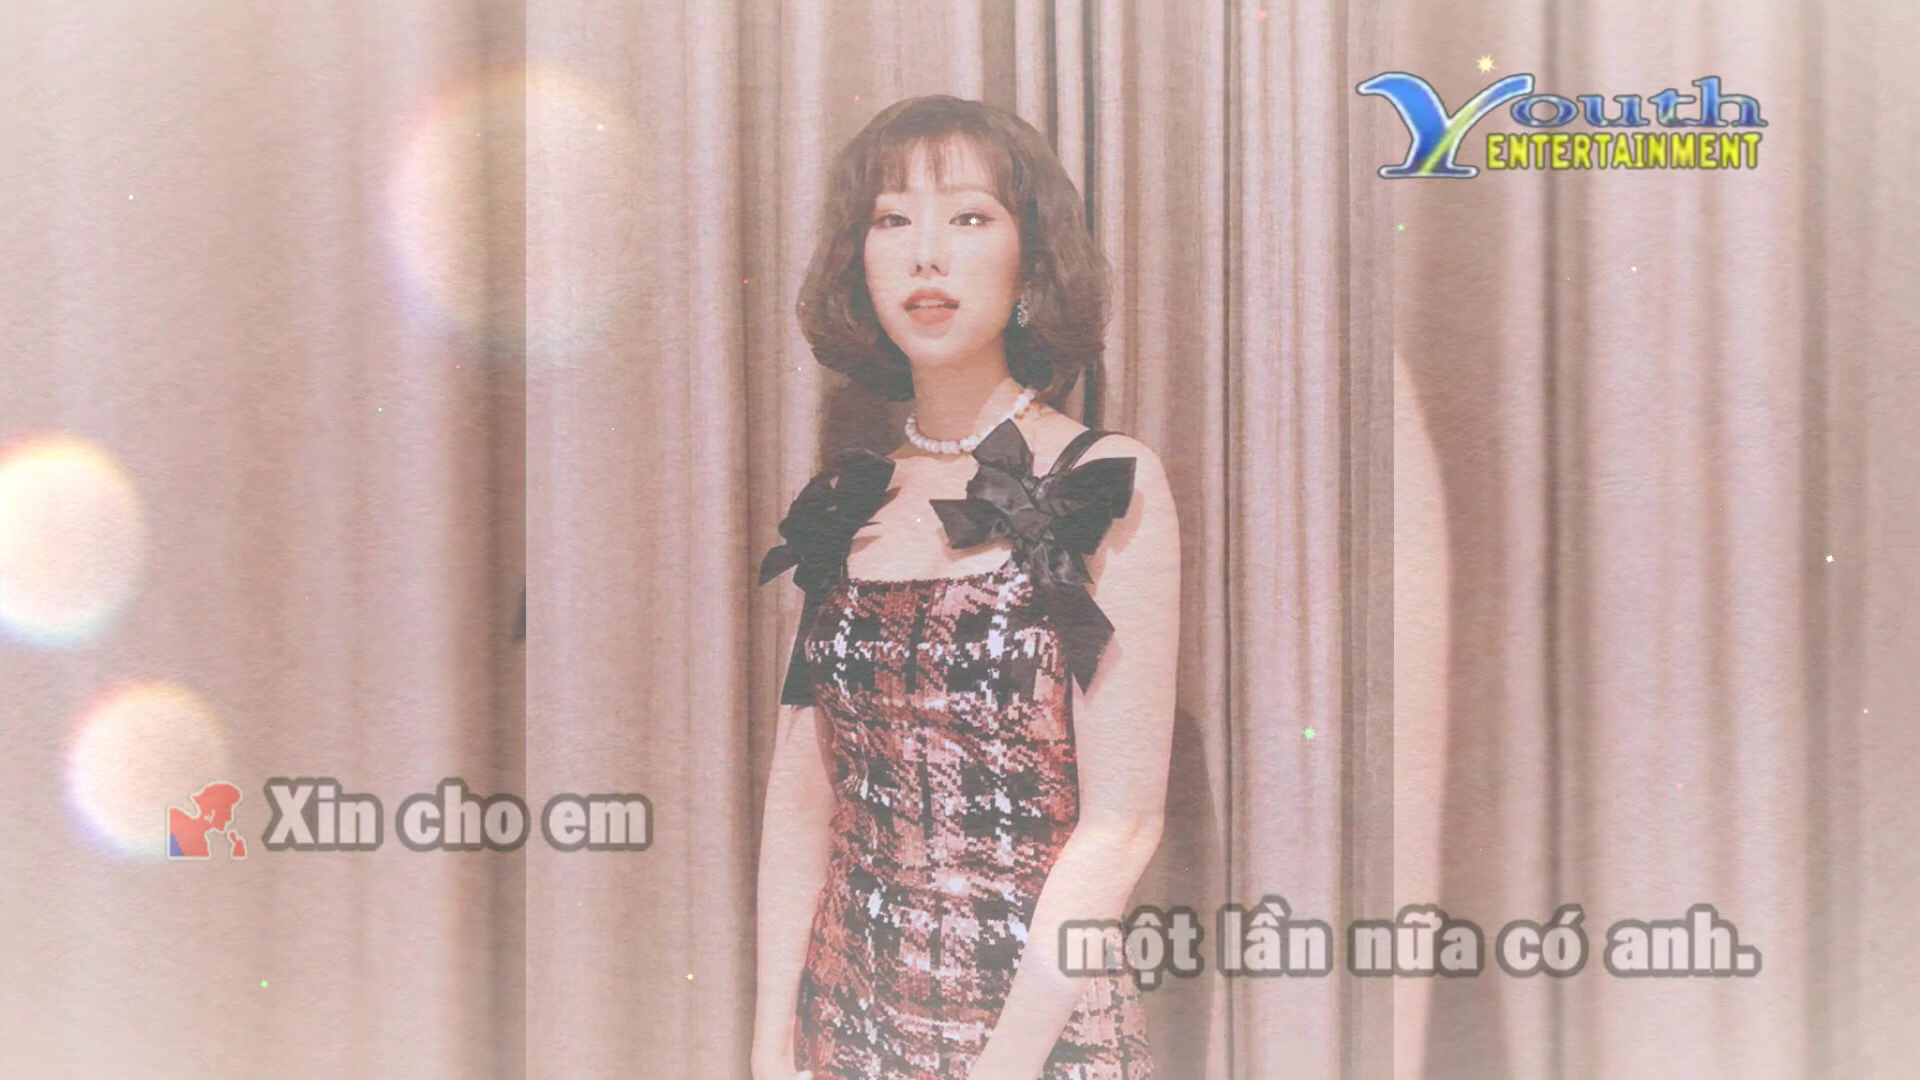 Youth
ENTERTAINMENT
Xin cho em
một lần nữa có anh.